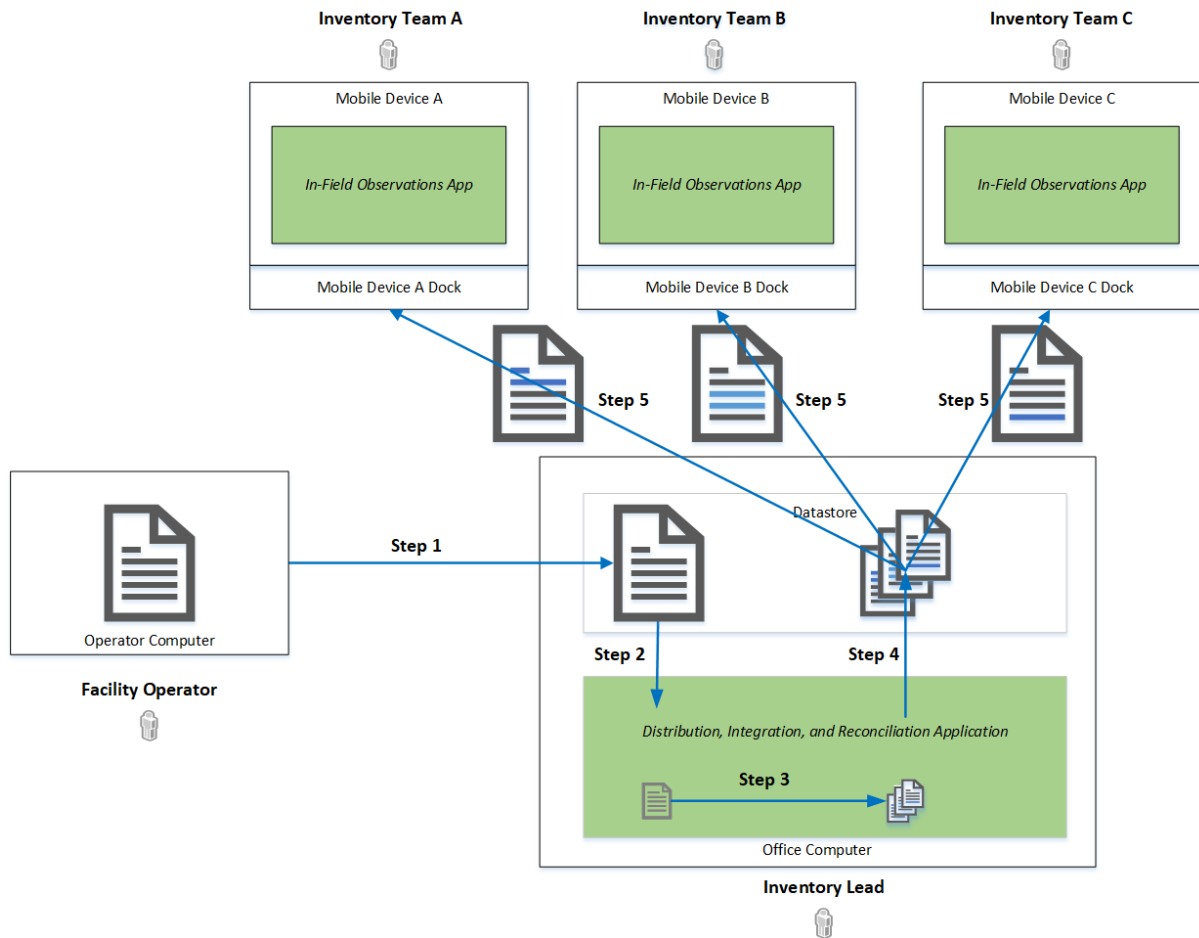 Inventory Team A
Inventory Team B
Inventory Team C
Mobile Device A
Mobile Device B
Mobile Device C
In-Field Observations App
In-Field Observations App
In-Field Observations App
Mobile Device A Dock
Mobile Device B Dock
Mobile Device C Dock
Step 5
Step 5
Step 5
Datastore
Step 1
Operator Computer
Step 2
Step 4
Facility Operator
Distribution, Integration, and Reconciliation Application
Step 3
Office Computer
Inventory Lead